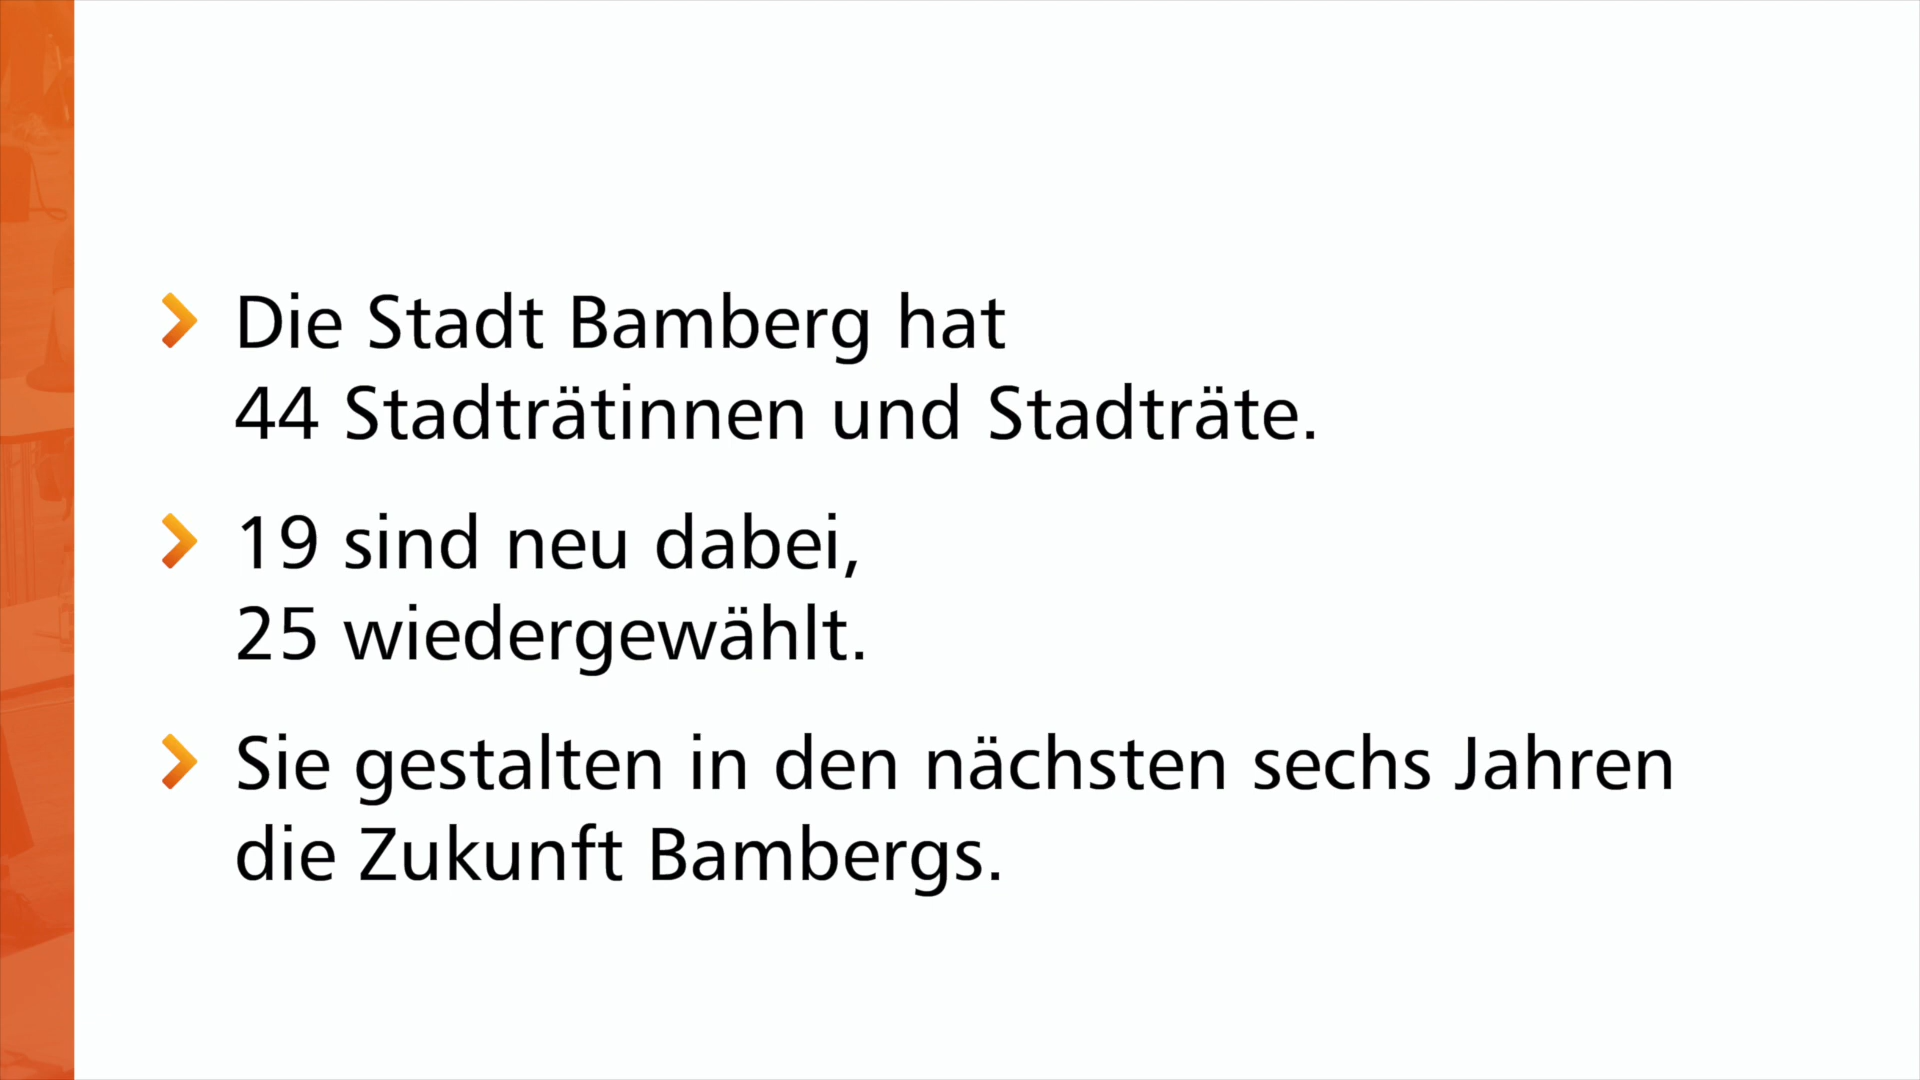 Die Stadt Bamberg hat
44 Stadträtinnen und Stadträte.
19 sind neu dabei,
25 wiedergewählt.
Sie gestalten in den nächsten sechs Jahren
die Zukunft Bambergs.